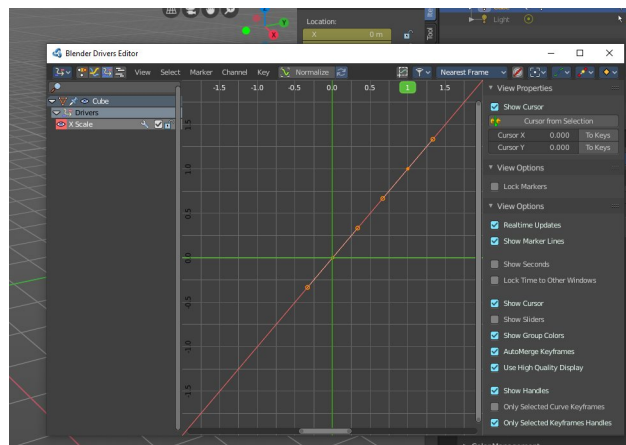 Light
Location:
X 0 m
Tool
Blender Drivers Editor
View Select Marker Channel Key Normalize Nearest Frame
-1.5 -1.0 -0.5 0.0 0.5 1 1.5
View Properties
Cube
Show Cursor
Drivers
Cursor from Selection
X Scale
Cursor X 0.000 To Keys
Cursor Y 0.000 To Keys
1.5
1.0
0.5
0.0
-0.5
-1.0
-1.5
View Options
Lock Markers
View Options
Realtime Updates
Show Marker Lines
Show Seconds
Lock Time to Other Windows
Show Cursor
Show Sliders
Show Group Colors
AutoMerge Keyframes
Use High Quality Display
Show Handles
Only Selected Curve Keyframes
Only Selected Keyframes Handles